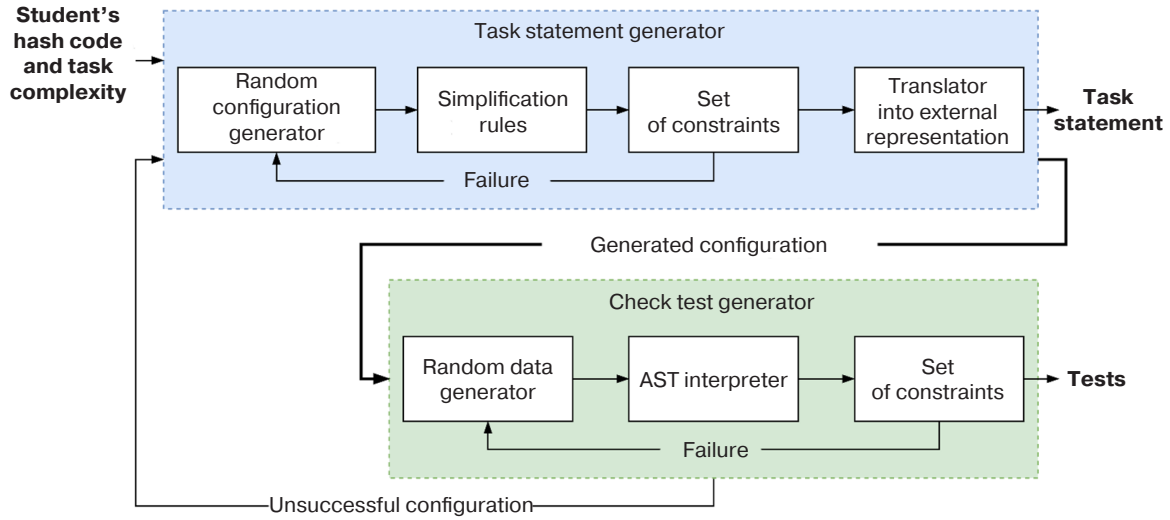 Student’s
hash code
and task
complexity
Task statement generator
Random
configuration
generator
Simplification
rules
Set
of constraints
Translator
into external
representation
Task
statement
Failure
Generated configuration
Check test generator
Random data
generator
AST interpreter
Set
of constraints
Tests
Failure
Unsuccessful configuration